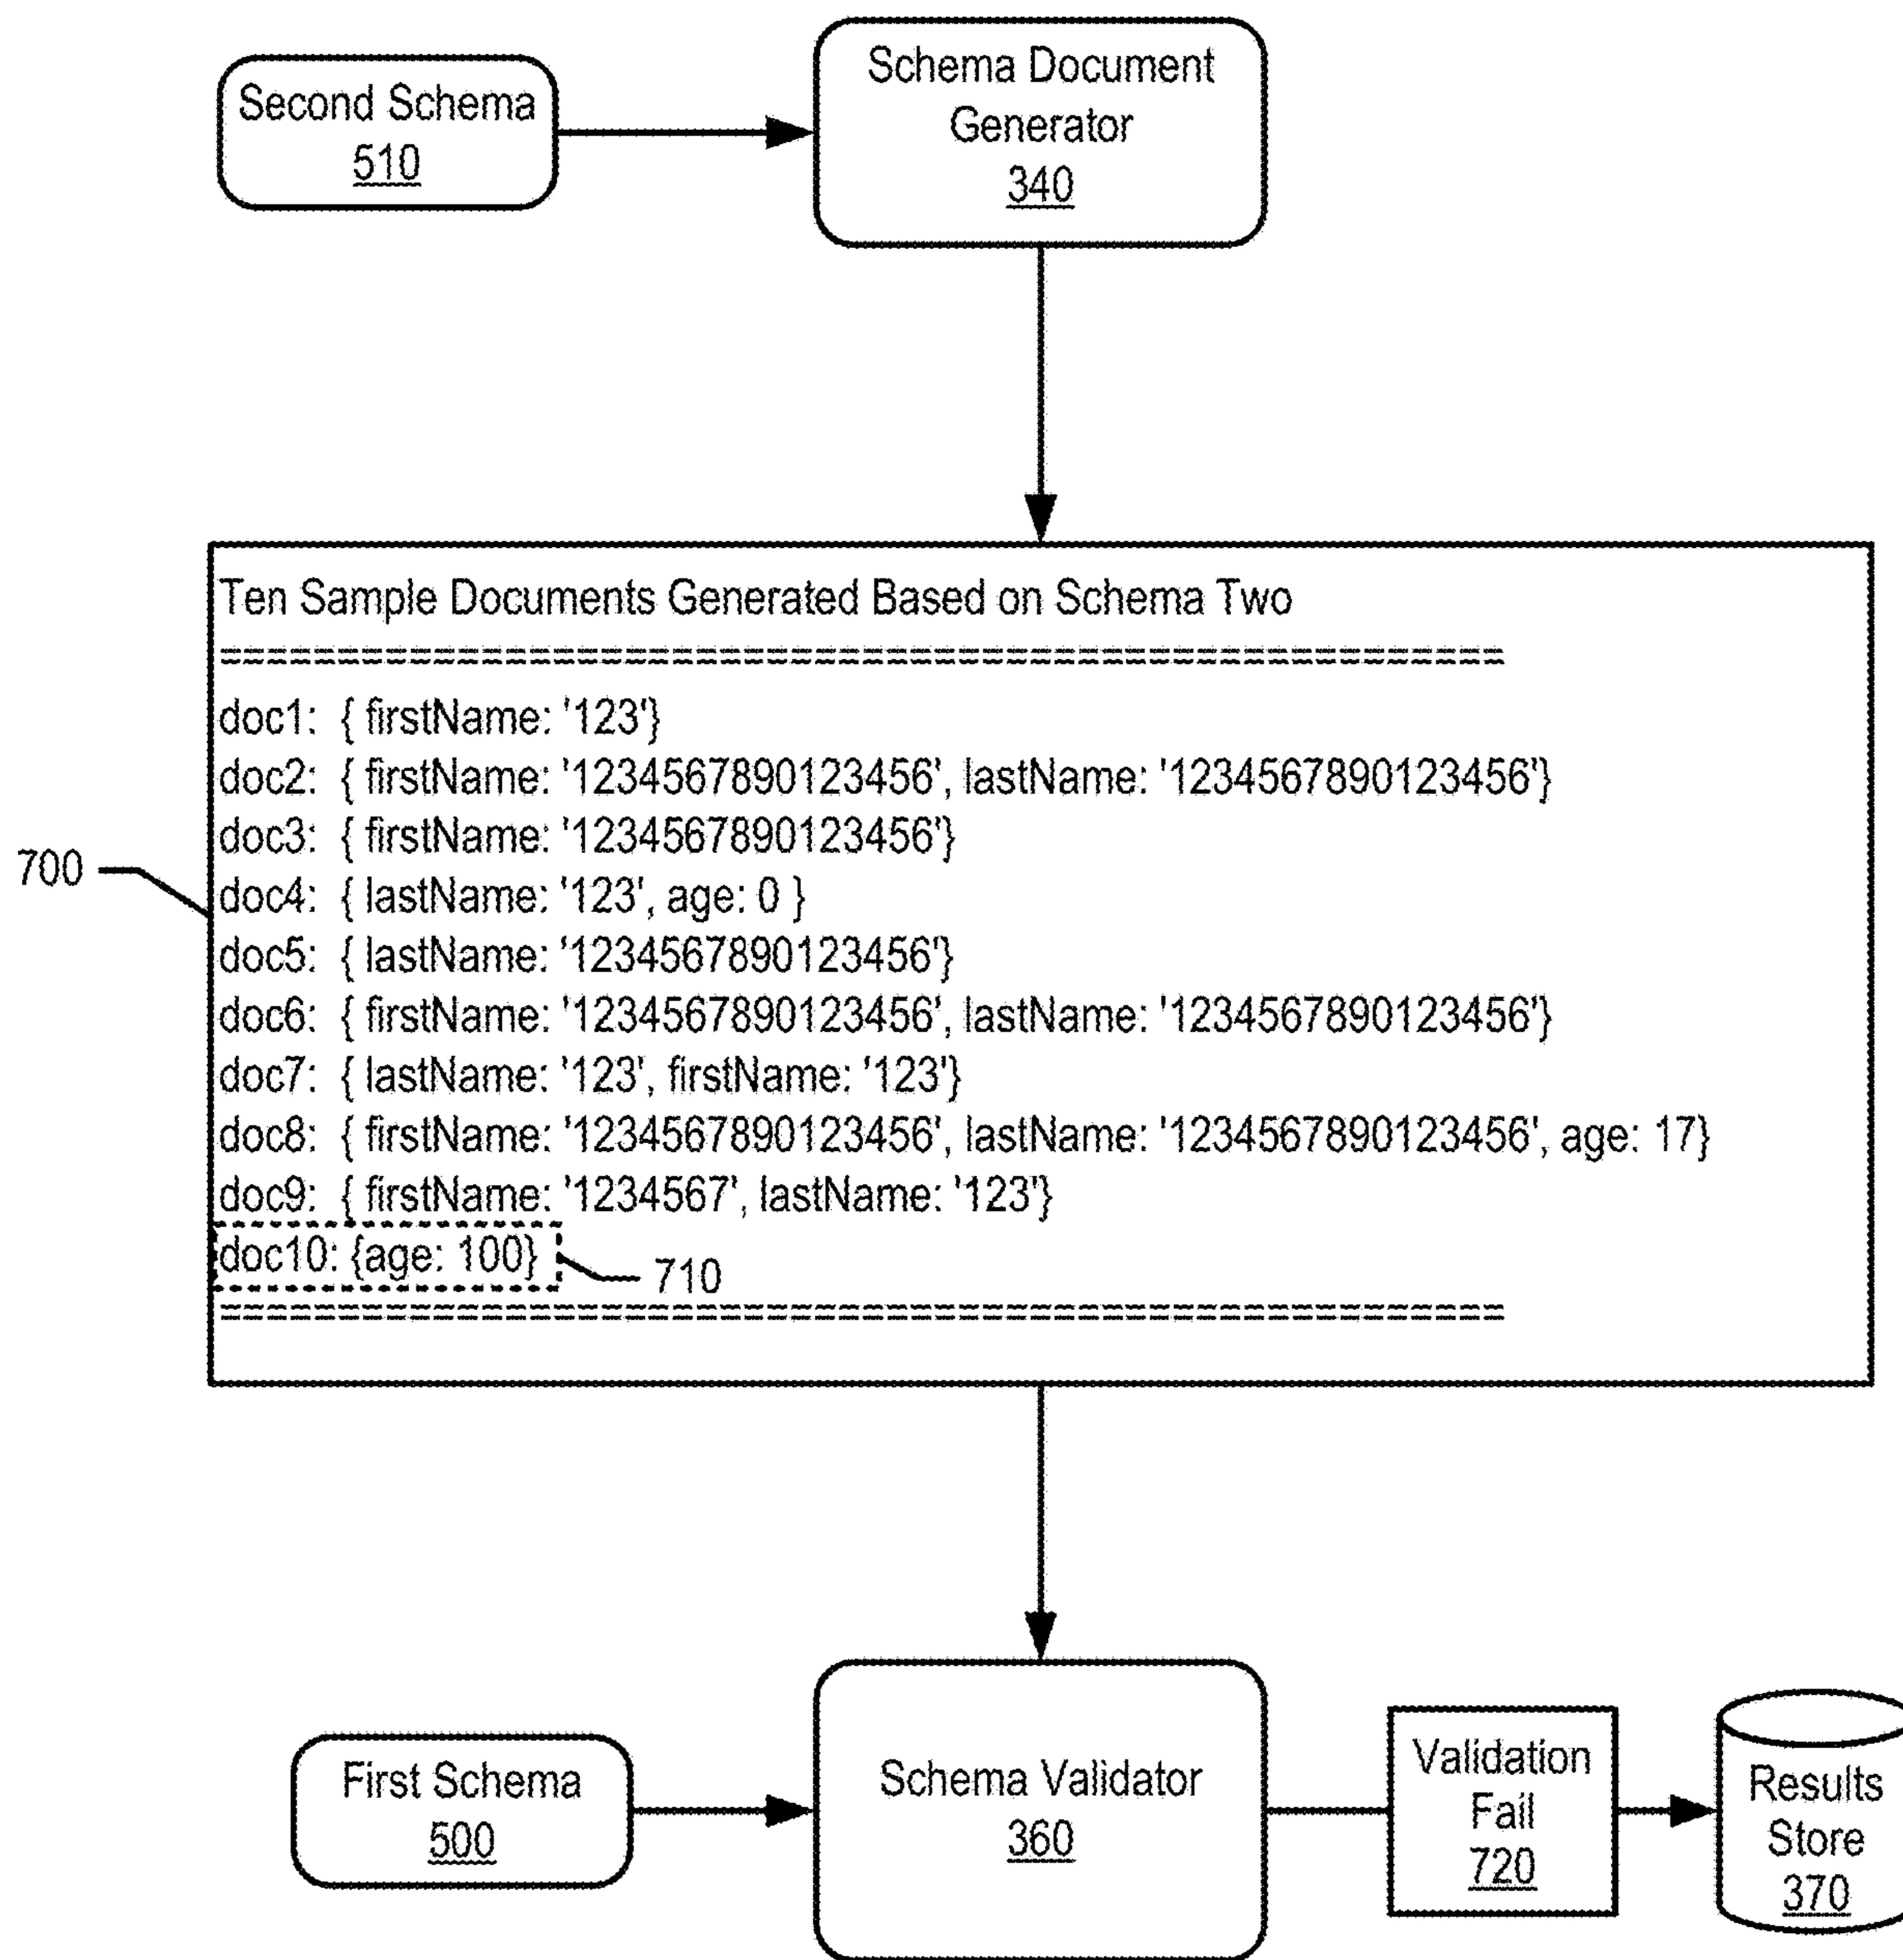 Second Schema
510
Schema Document
Generator
340
Ten Sample Documents Generated Based on Schema Two
======================================================
doc1: { firstName: '123'}
doc2: { firstName: '1234567890123456', lastName: '1234567890123456'}
doc3: { firstName: '1234567890123456'}
700
doc4: { lastName: '123', age: 0 }
doc5: { lastName: '1234567890123456'}
doc6: { firstName: '1234567890123456', lastName: '1234567890123456'}
doc7: { lastName: '123', firstName: '123'}
doc8: { firstName: '1234567890123456', lastName: '1234567890123456', age: 17}
doc9: { firstName: '1234567', lastName: '123'}
doc10: {age: 100}
710
======================================================
First Schema
500
Schema Validator
360
Validation
Fail
720
Results
Store
370